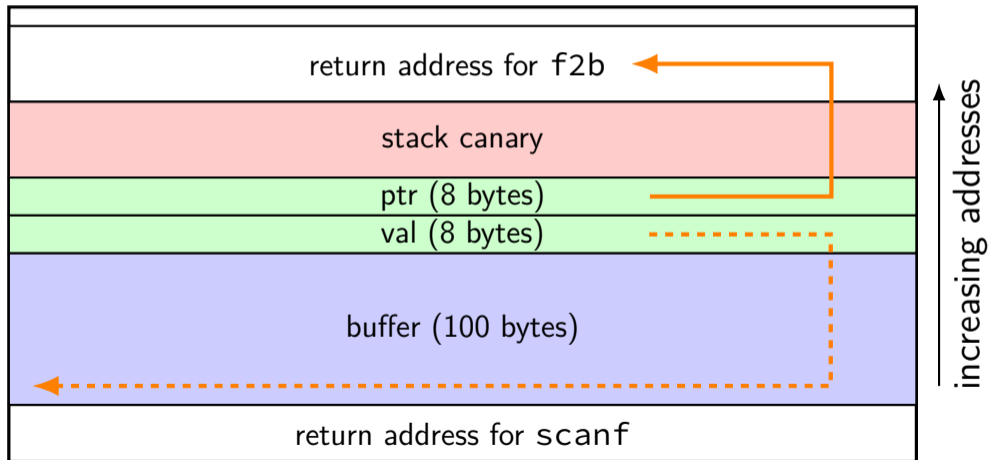 return address for f2b
stack canary
ptr (8 bytes)
val (8 bytes)
buffer (100 bytes)
return address for scanf
increasing addresses